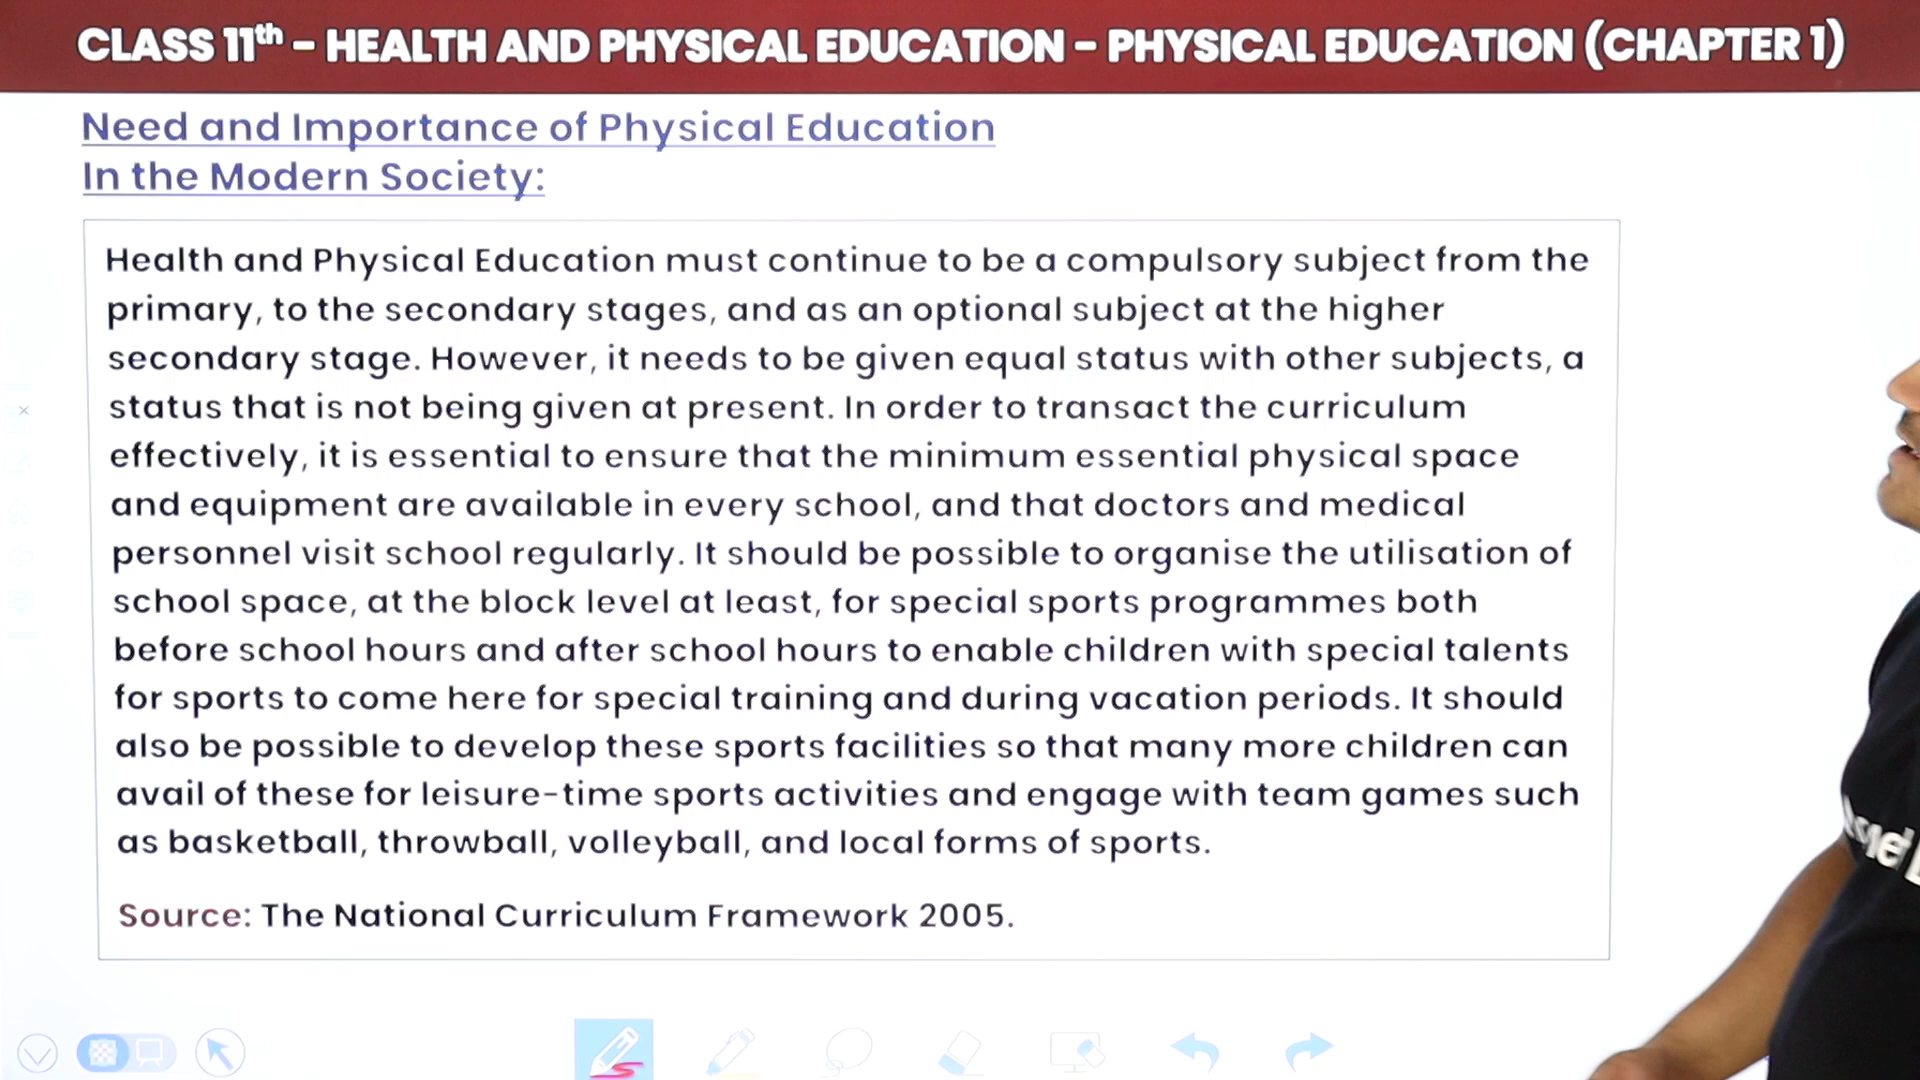 CLASS 11th – HEALTH AND PHYSICAL EDUCATION – PHYSICAL EDUCATION (CHAPTER 1)
Need and Importance of Physical Education
In the Modern Society:
Health and Physical Education must continue to be a compulsory subject from the
primary, to the secondary stages, and as an optional subject at the higher
secondary stage. However, it needs to be given equal status with other subjects, a
status that is not being given at present. In order to transact the curriculum
effectively, it is essential to ensure that the minimum essential physical space
and equipment are available in every school, and that doctors and medical
personnel visit school regularly. It should be possible to organise the utilisation of
school space, at the block level at least, for special sports programmes both
before school hours and after school hours to enable children with special talents
for sports to come here for special training and during vacation periods. It should
also be possible to develop these sports facilities so that many more children can
avail of these for leisure-time sports activities and engage with team games such
as basketball, throwball, volleyball, and local forms of sports.
Source: The National Curriculum Framework 2005.